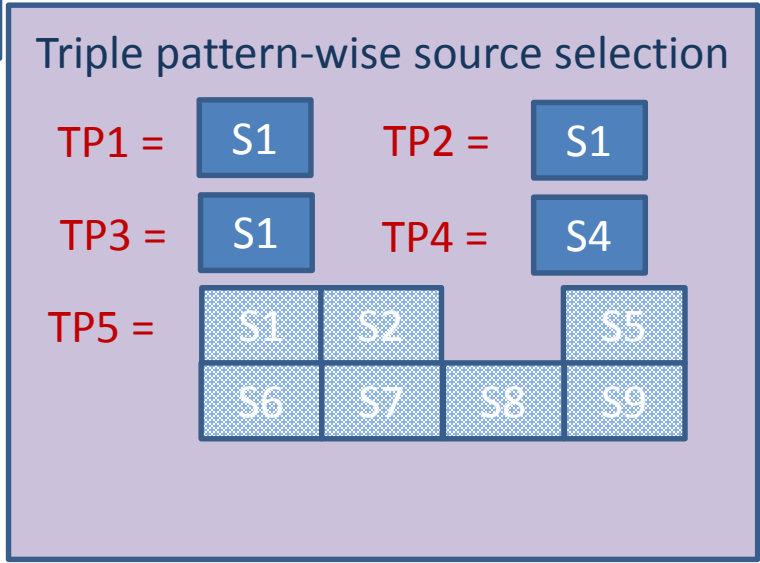 Triple pattern-wise source selection
TP1 = S1 TP2 = S1
TP3 = S1 TP4 = S4
TP5 = S1 S2 S5
S6 S7 S8 S9